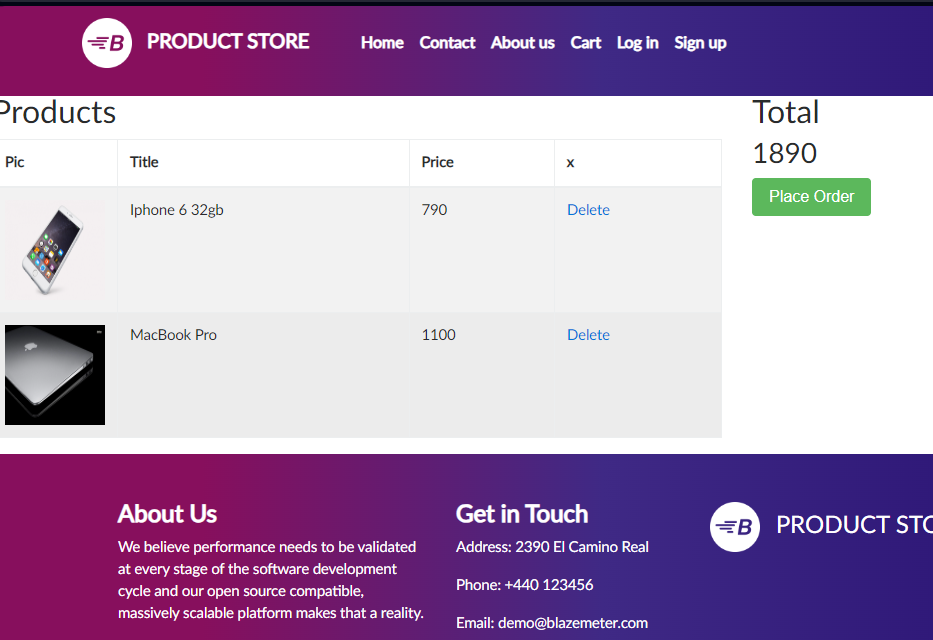 B PRODUCT STORE Home Contact About us Cart Log in Sign up
Products
Total
1890
Place Order
Pic Title Price x
Iphone 6 32gb 790 Delete
MacBook Pro 1100 Delete
About Us
We believe performance needs to be validated
at every stage of the software development
cycle and our open source compatible,
massively scalable platform makes that a reality.
Get in Touch
Address: 2390 El Camino Real
Phone: +440 123456
Email: demo@blazemeter.com
B PRODUCT STO